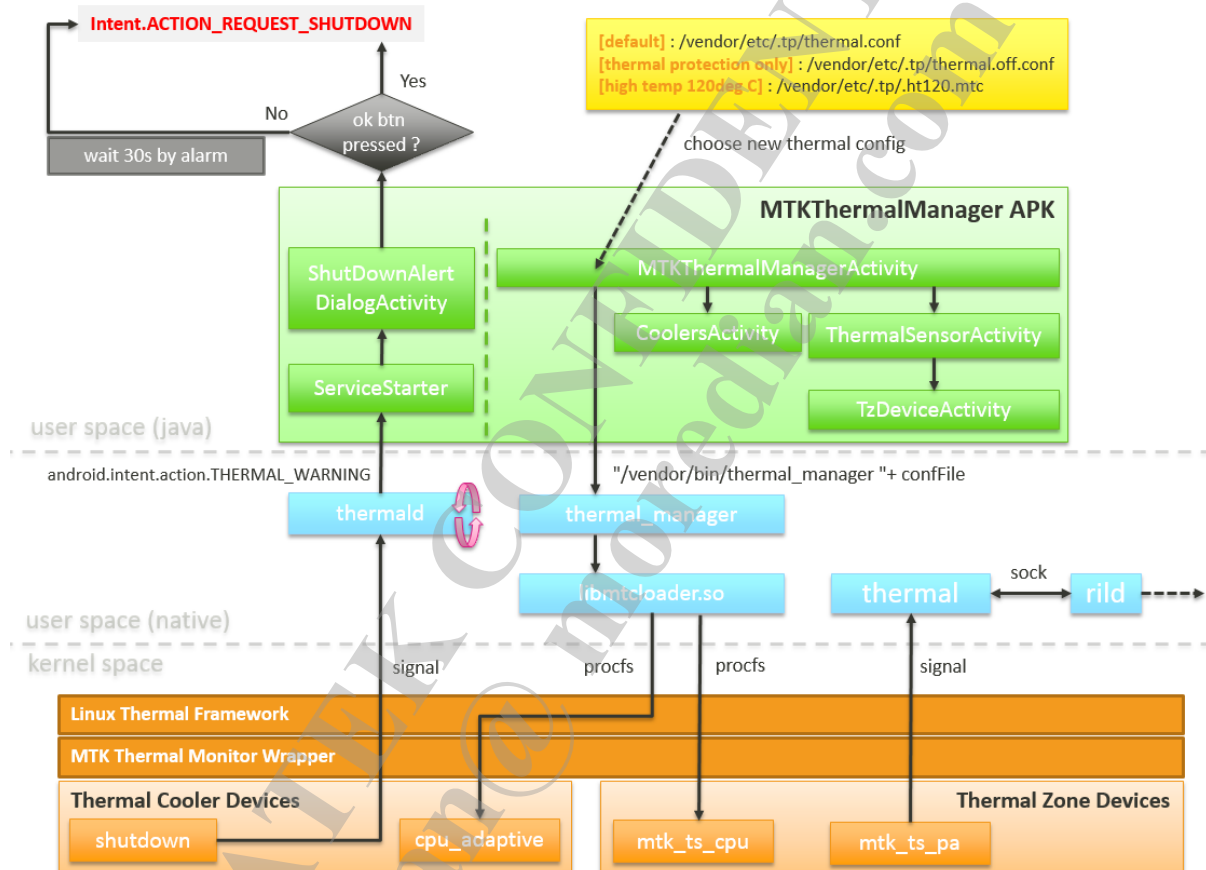 Intent.ACTION_REQUEST_SHUTDOWN
[default] : /vendor/etc/.tp/thermal.conf
[thermal protection only] : /vendor/etc/.tp/thermal.off.conf
[high temp 120deg.C] : /vendor/etc/.tp/.ht120.mtc
Yes
No
ok btn
pressed ?
wait 30s by alarm
choose new thermal config
MTKThermalManager APK
ShutDownAlert
DialogActivity
MTKThermalManagerActivity
CoolersActivity
ThermalSensorActivity
ServiceStarter
TzDeviceActivity
user space (java)
android.intent.action.THERMAL_WARNING
"/vendor/bin/thermal_manager "+ confFile
thermald
thermal_manager
libmtcloader.so
thermal
sock
rild
user space (native)
kernel space
signal
procfs
procfs
signal
Linux Thermal Framework
MTK Thermal Monitor Wrapper
Thermal Cooler Devices
Thermal Zone Devices
shutdown
cpu_adaptive
mtk_ts_cpu
mtk_ts_pa